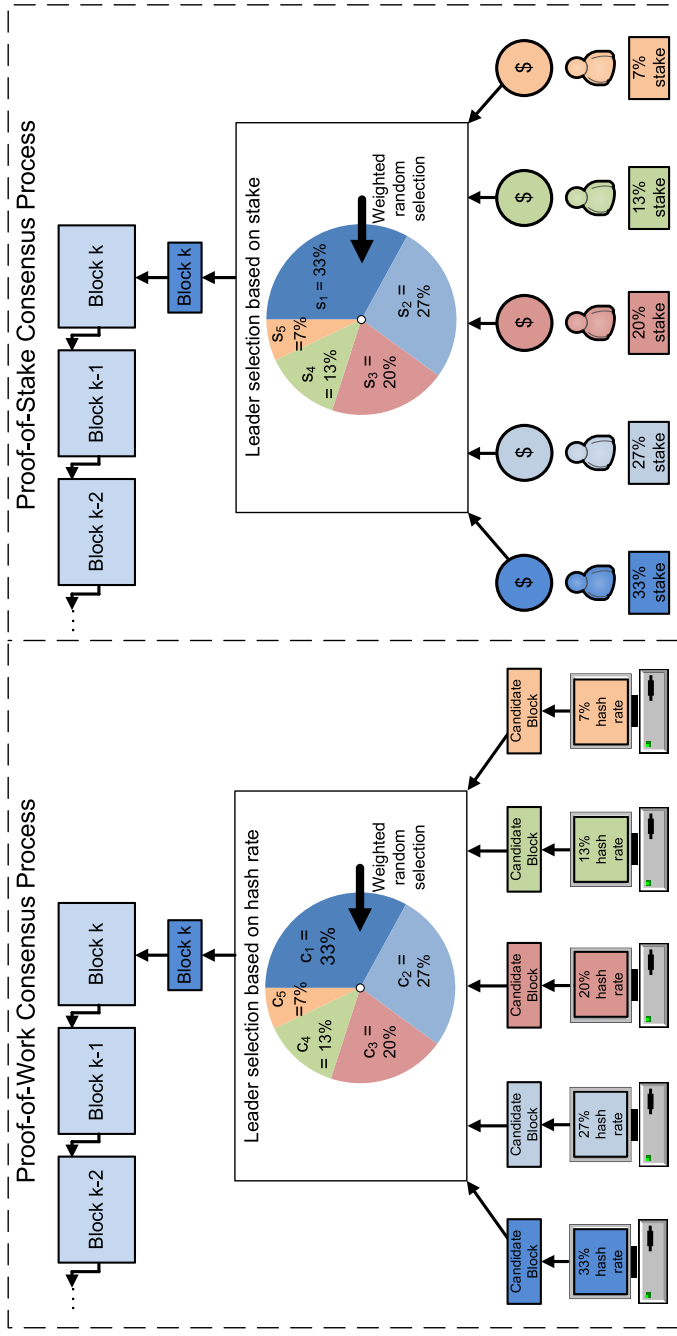 Proof-of-Work Consensus Process
...
Block k-2
Block k-1
Block k
Block k
Leader selection based on hash rate
c5
=7%
c1 =
33%
c4
= 13%
c3 =
20%
c2 =
27%
Weighted
random
selection
Candidate
Block
Candidate
Block
Candidate
Block
Candidate
Block
Candidate
Block
33%
hash
rate
27%
hash
rate
20%
hash
rate
13%
hash
rate
7%
hash
rate
Proof-of-Stake Consensus Process
...
Block k-2
Block k-1
Block k
Block k
Leader selection based on stake
s5
=7%
s1 = 33%
s4
= 13%
s3 =
20%
s2 =
27%
Weighted
random
selection
$
$
$
$
$
33%
stake
27%
stake
20%
stake
13%
stake
7%
stake